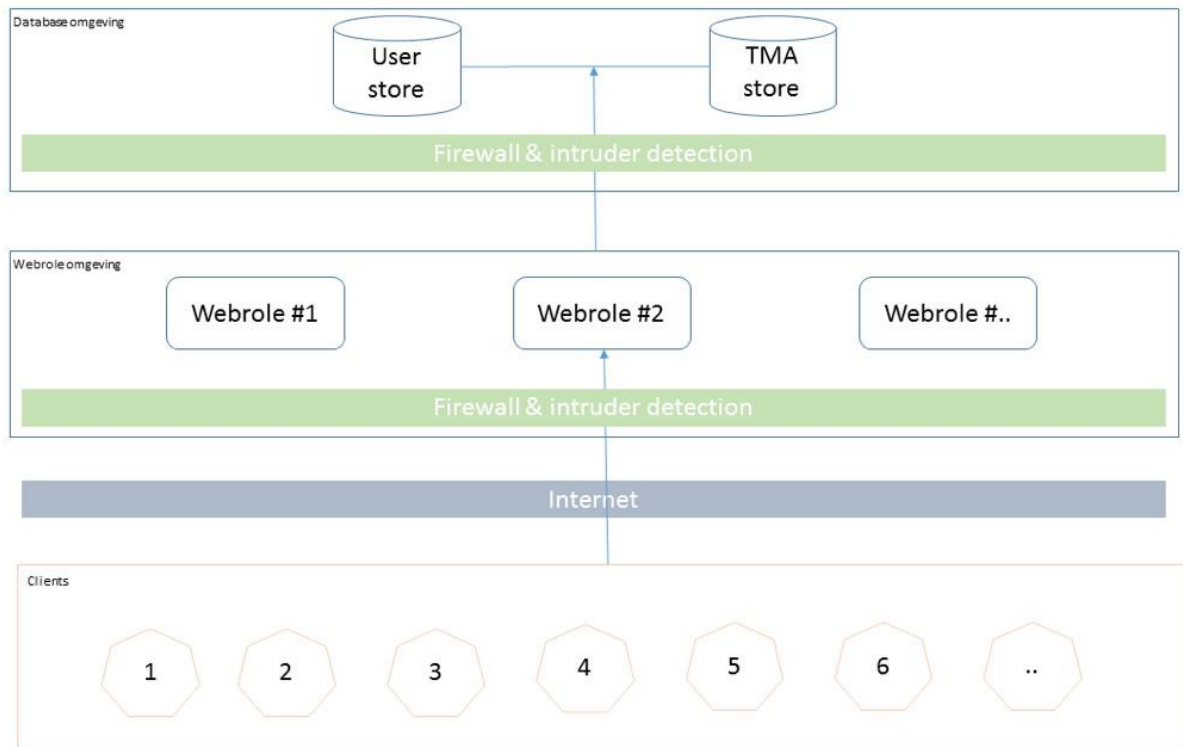 Database omgeving
User
store
TMA
store
Firewall & intruder detection
Webrole omgeving
Webrole #1
Webrole #2
Webrole #..
Firewall & intruder detection
Internet
Clients
1
2
3
4
5
6
..